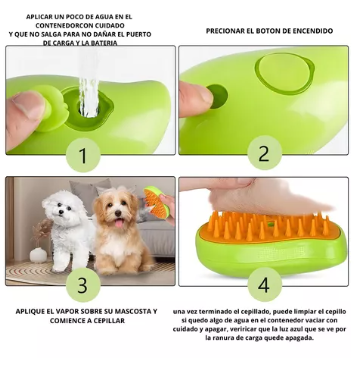 APLICAR UN POCO DE AGUA EN EL
CONTENEDORCON CUIDADO
Y QUE NO SALGA PARA NO DAÑAR EL PUERTO
DE CARGA Y LA BATERIA
PRECIONAR EL BOTON DE ENCENDIDO
1
2
3
4
APLIQUE EL VAPOR SOBRE SU MASCOSTA Y
COMIENCE A CEPILLAR
una vez terminado el cepillado, puede limpiar el cepillo
si quedo algo de agua en el contenedor vaciar con
cuidado y apagar, veriricar que la luz azul que se ve por
la ranura de carga quede apagada.